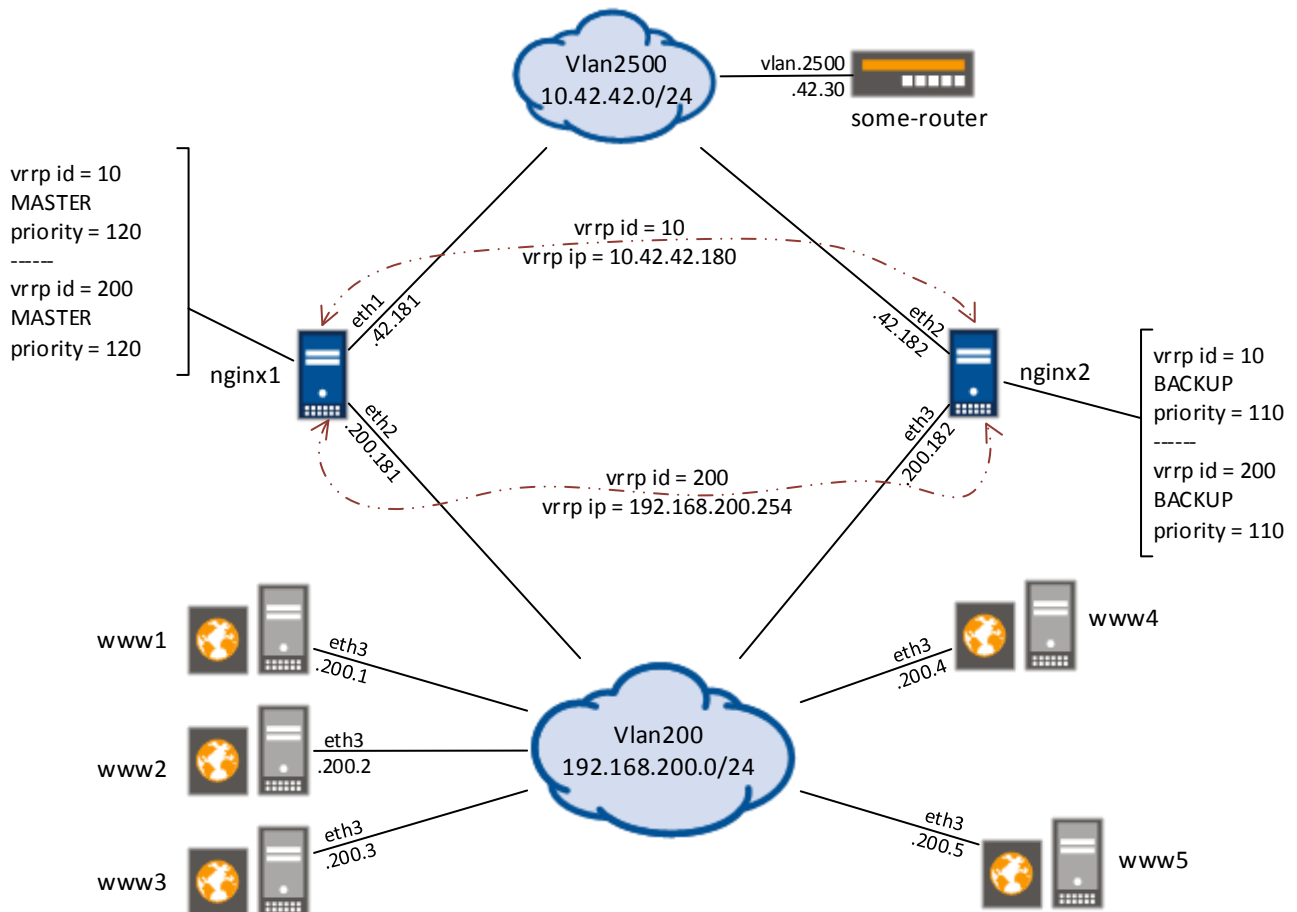 Vlan2500
10.42.42.0/24
vlan.2500
.42.30
some-router
vrrp id = 10
MASTER
priority = 120
------
vrrp id = 200
MASTER
priority = 120
vrrp id = 10
vrrp ip = 10.42.42.180
eth1
.42.181
eth2
.42.182
nginx1
nginx2
vrrp id = 10
BACKUP
priority = 110
------
vrrp id = 200
BACKUP
priority = 110
eth2
.200.181
eth3
.200.182
vrrp id = 200
vrrp ip = 192.168.200.254
www1
eth3
.200.1
www4
eth3
.200.4
Vlan200
192.168.200.0/24
www2
eth3
.200.2
www3
eth3
.200.3
eth3
.200.5
www5